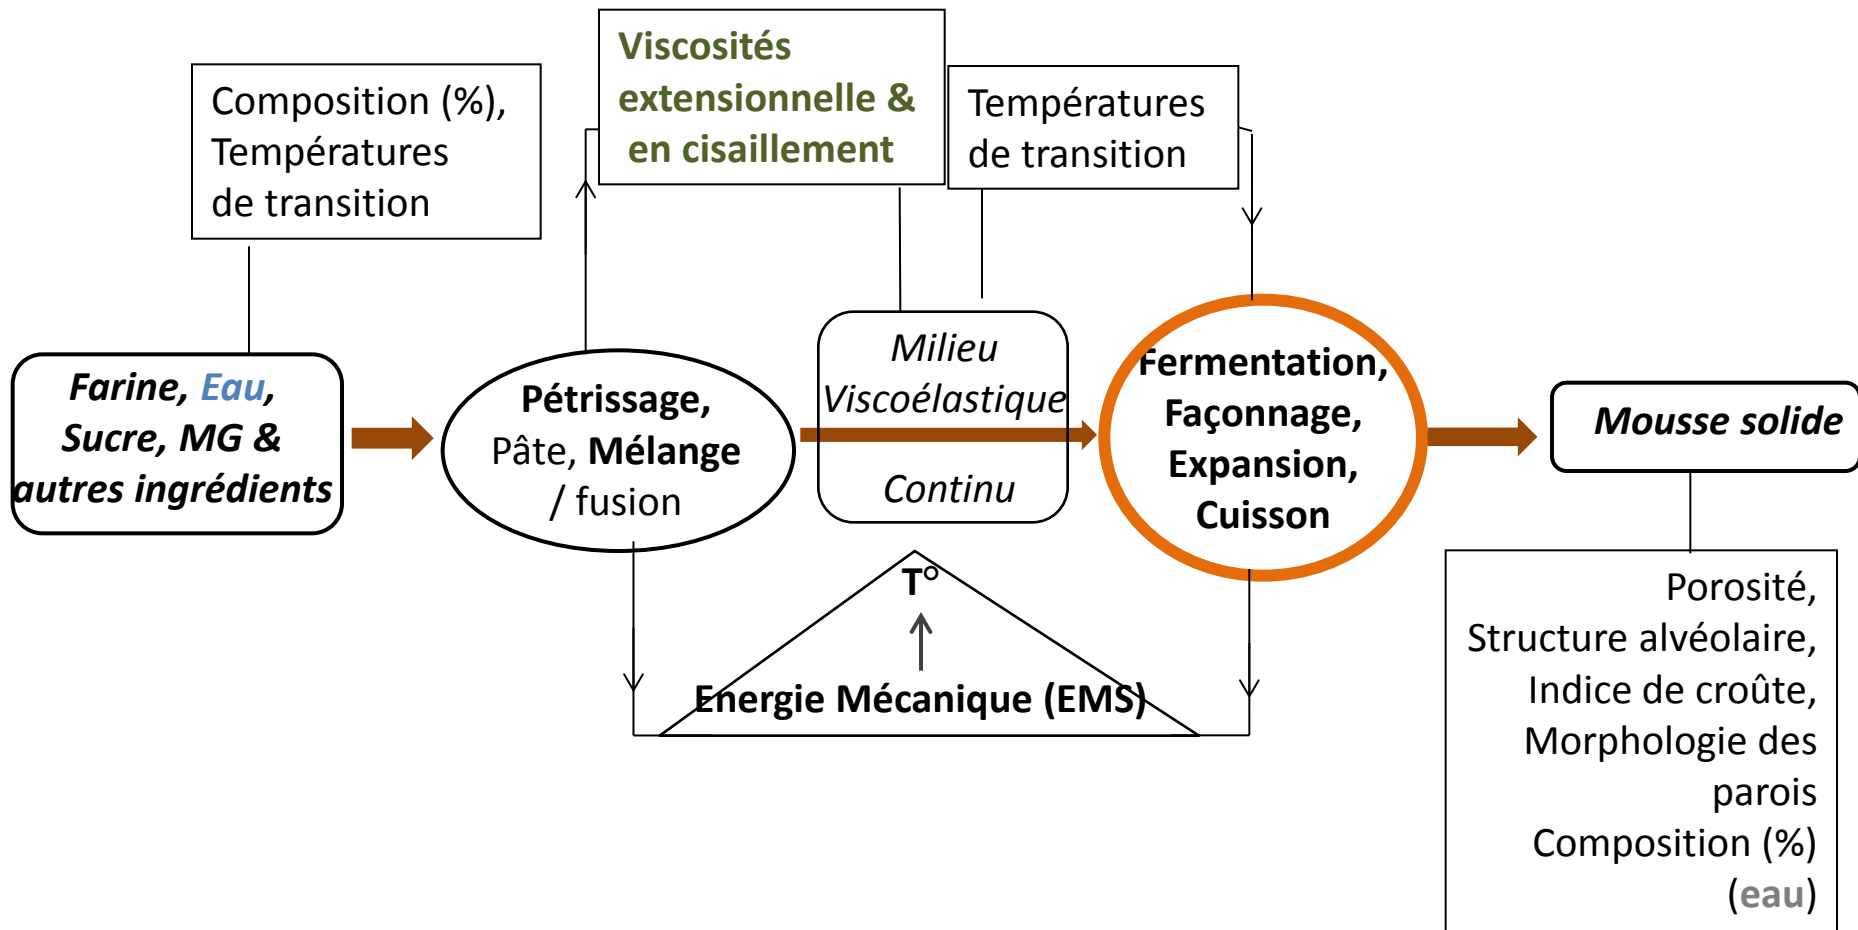 Composition (%),
Températures
de transition
Viscosités
extensionnelle &
en cisaillement
Températures
de transition
Farine, Eau,
Sucre, MG &
autres ingrédients
Pétrissage,
Pâte, Mélange
/ fusion
Milieu
Viscoélastique
Continu
Fermentation,
Façonnage,
Expansion,
Cuisson
Mousse solide
T°
Energie Mécanique (EMS)
Porosité,
Structure alvéolaire,
Indice de croûte,
Morphologie des
parois
Composition (%)
(eau)